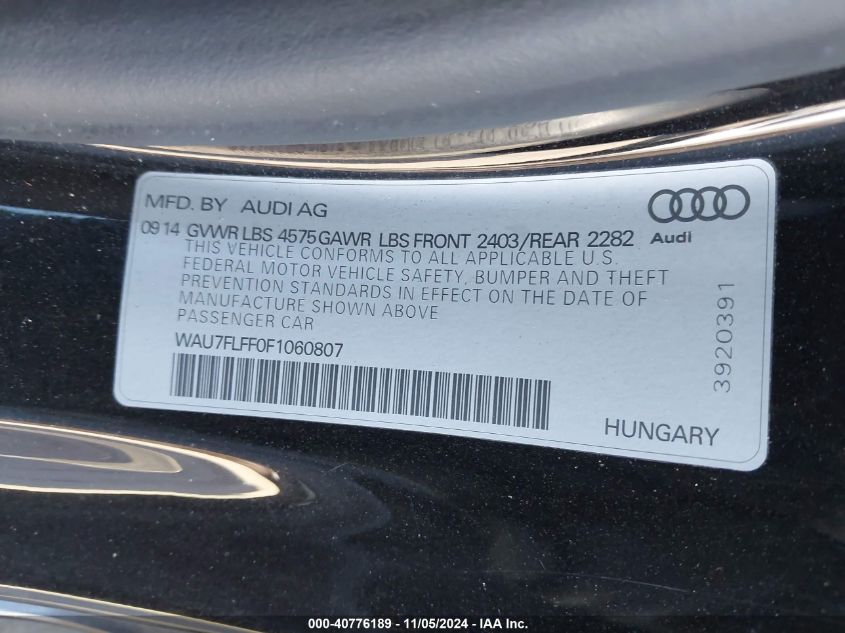 MFD. BY AUDI AG
09 14 GVWR LBS 4575 GAWR LBS FRONT 2403/REAR 2282
THIS VEHICLE CONFORMS TO ALL APPLICABLE U.S.
FEDERAL MOTOR VEHICLE SAFETY, BUMPER AND THEFT
PREVENTION STANDARDS IN EFFECT ON THE DATE OF
MANUFACTURE SHOWN ABOVE
PASSENGER CAR
WAU7FLFF0F1060807
Audi
3920391
HUNGARY
000-40776189 - 11/05/2024 - IAA Inc.